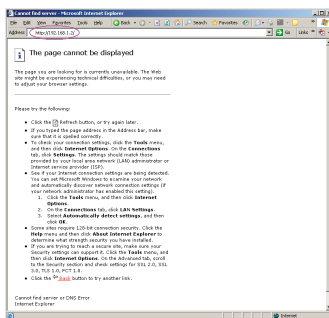 Cannot find server - Microsoft Internet Explorer
File Edit View Favorites Tools Help Back Search Favorites
Address http://192.168.1.2/ Go Links
The page cannot be displayed
The page you are looking for is currently unavailable. The Web
site might be experiencing technical difficulties, or you may need
to adjust your browser settings.
Please try the following:
Click the Refresh button, or try again later.
If you typed the page address in the Address bar, make
sure that it is spelled correctly.
To check your connection settings, click the Tools menu,
and then click Internet Options. On the Connections
tab, click Settings. The settings should match those
provided by your local area network (LAN) administrator or
Internet service provider (ISP).
See if your Internet connection settings are being detected.
You can set Microsoft Windows to examine your network
and automatically discover network connection settings (if
your network administrator has enabled this setting).
1. Click the Tools menu, and then click Internet
Options.
2. On the Connections tab, click LAN Settings.
3. Select Automatically detect settings, and then
click OK.
Some sites require 128-bit connection security. Click the
Help menu and then click About Internet Explorer to
determine what strength security you have installed.
If you are trying to reach a secure site, make sure your
Security settings can support it. Click the Tools menu, and
then click Internet Options. On the Advanced tab, scroll
to the Security section and check settings for SSL 2.0, SSL
3.0, TLS 1.0, PCT 1.0.
Click the Back button to try another link.
Cannot find server or DNS Error
Internet Explorer
Internet